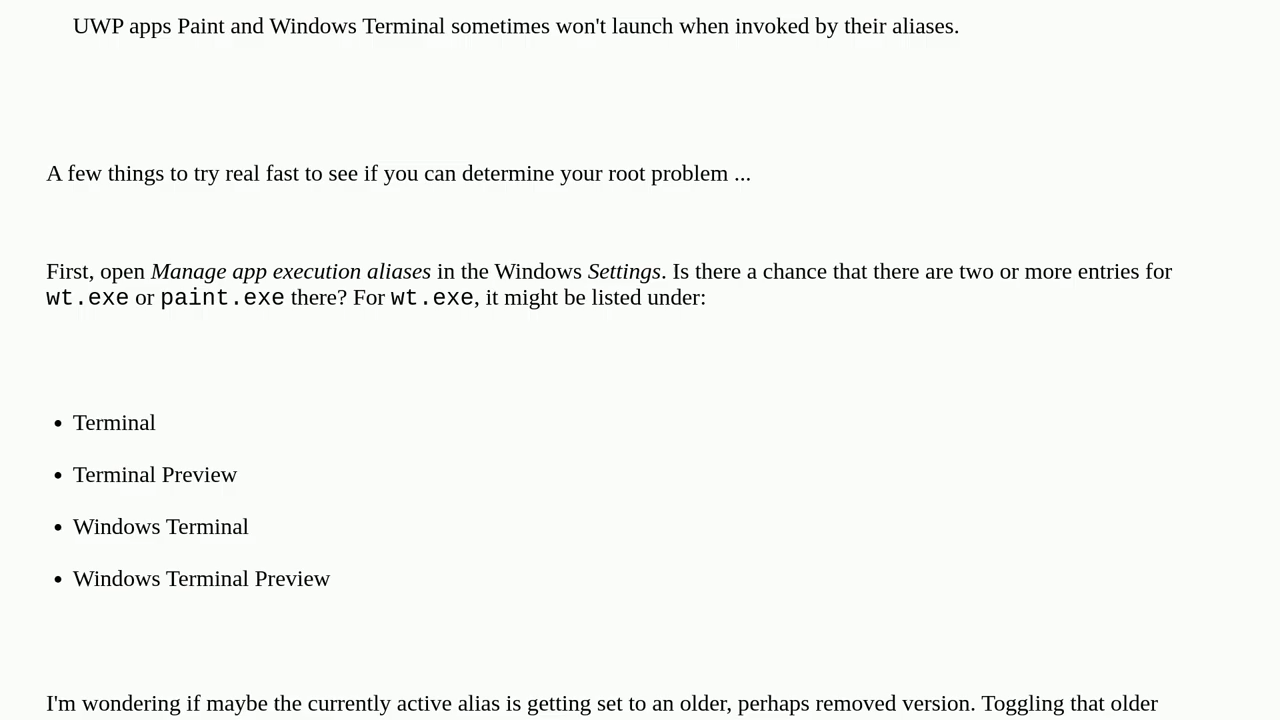 UWP apps Paint and Windows Terminal sometimes won't launch when invoked by their aliases.
A few things to try real fast to see if you can determine your root problem ...
First, open Manage app execution aliases in the Windows Settings. Is there a chance that there are two or more entries for
wt.exe or paint.exe there? For wt.exe, it might be listed under:
• Terminal
• Terminal Preview
• Windows Terminal
• Windows Terminal Preview
I'm wondering if maybe the currently active alias is getting set to an older, perhaps removed version. Toggling that older